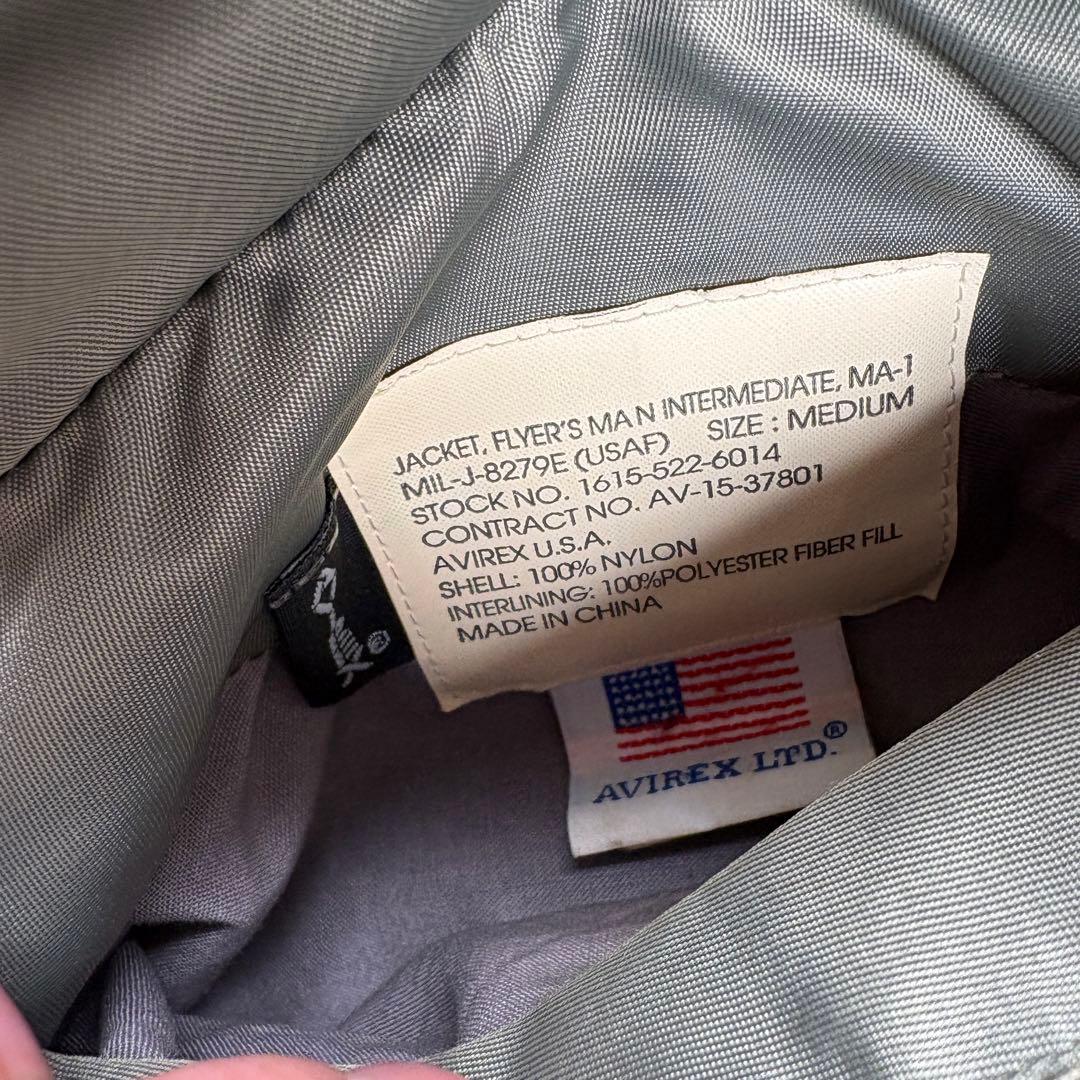 JACKET, FLYER'S MAN INTERMEDIATE, MA-1
MIL-J-8279E (USAF) SIZE : MEDIUM
STOCK NO. 1615-522-6014
CONTRACT NO. AV-15-37801
AVIREX U.S.A.
SHELL: 100% NYLON
INTERLINING: 100%POLYESTER FIBER FILL
MADE IN CHINA
AVIREX LTD.®